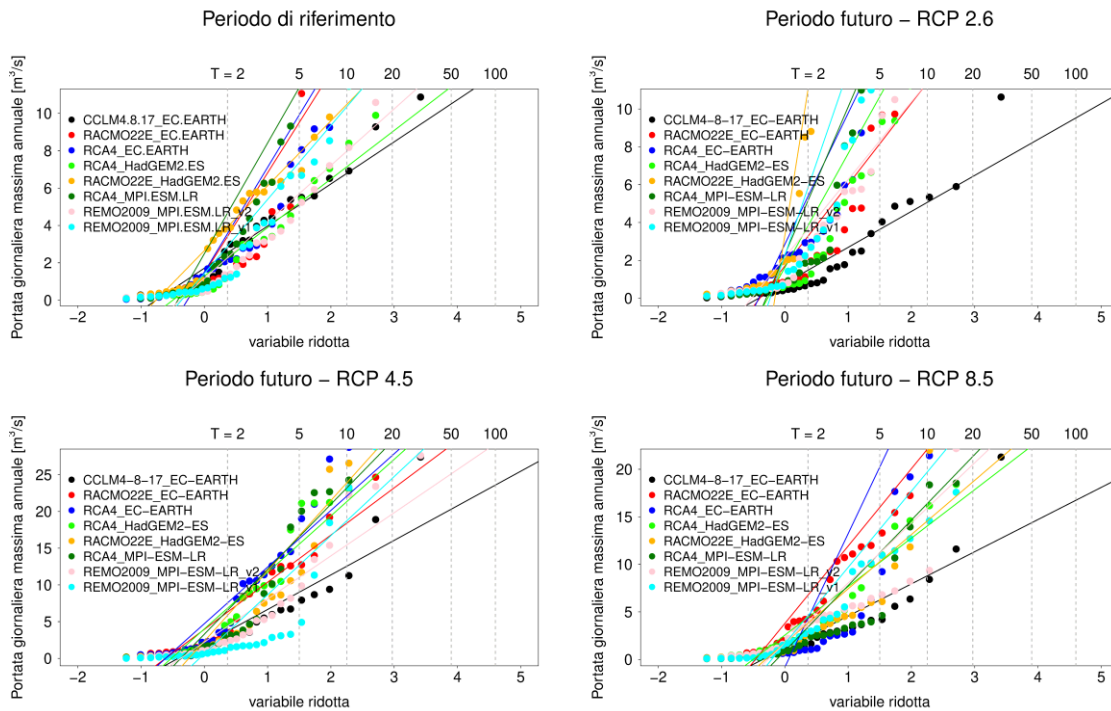 Periodo di riferimento
T = 2 5 10 20 50 100
Portata giornaliera massima annuale [m³/s]
10
8
6
4
2
0
CCLM4.8.17_EC.EARTH
RACMO22E_EC.EARTH
RCA4_EC.EARTH
RCA4_HadGEM2.ES
RACMO22E_HadGEM2.ES
RCA4_MPI.ESM.LR
REMO2009_MPI.ESM.LR_v2
REMO2009_MPI.ESM.LR_v1
−2 −1 0 1 2 3 4 5
variabile ridotta
Periodo futuro − RCP 2.6
T = 2 5 10 20 50 100
Portata giornaliera massima annuale [m³/s]
10
8
6
4
2
0
CCLM4−8−17_EC−EARTH
RACMO22E_EC−EARTH
RCA4_EC−EARTH
RCA4_HadGEM2−ES
RACMO22E_HadGEM2−ES
RCA4_MPI−ESM−LR
REMO2009_MPI−ESM−LR_v2
REMO2009_MPI−ESM−LR_v1
−2 −1 0 1 2 3 4 5
variabile ridotta
Periodo futuro − RCP 4.5
T = 2 5 10 20 50 100
Portata giornaliera massima annuale [m³/s]
25
20
15
10
5
0
CCLM4−8−17_EC−EARTH
RACMO22E_EC−EARTH
RCA4_EC−EARTH
RCA4_HadGEM2−ES
RACMO22E_HadGEM2−ES
RCA4_MPI−ESM−LR
REMO2009_MPI−ESM−LR_v2
REMO2009_MPI−ESM−LR_v1
−2 −1 0 1 2 3 4 5
variabile ridotta
Periodo futuro − RCP 8.5
T = 2 5 10 20 50 100
Portata giornaliera massima annuale [m³/s]
20
15
10
5
0
CCLM4−8−17_EC−EARTH
RACMO22E_EC−EARTH
RCA4_EC−EARTH
RCA4_HadGEM2−ES
RACMO22E_HadGEM2−ES
RCA4_MPI−ESM−LR
REMO2009_MPI−ESM−LR_v2
REMO2009_MPI−ESM−LR_v1
−2 −1 0 1 2 3 4 5
variabile ridotta